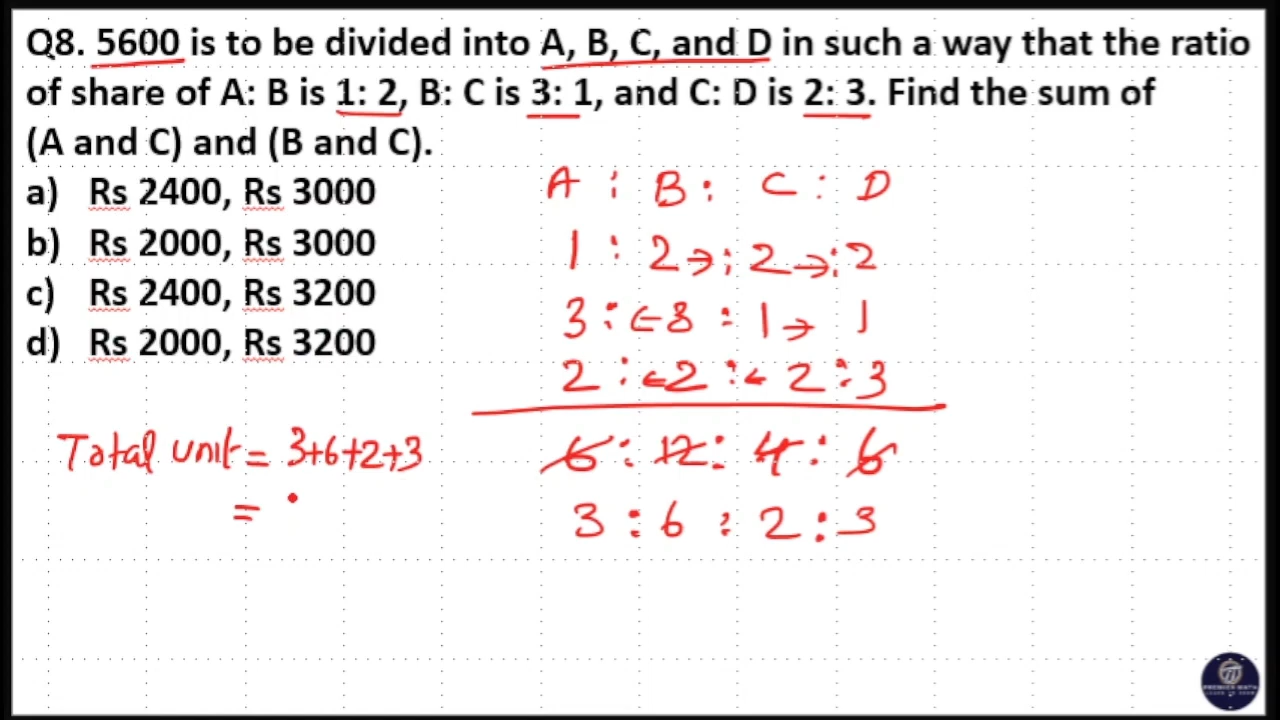 Q8. 5600 is to be divided into A, B, C, and D in such a way that the ratio
of share of A: B is 1: 2, B: C is 3: 1, and C: D is 2: 3. Find the sum of
(A and C) and (B and C).
a) Rs 2400, Rs 3000
b) Rs 2000, Rs 3000
c) Rs 2400, Rs 3200
d) Rs 2000, Rs 3200
A : B : C : D
1 : 2 → : 2 → : 2
3 : ← 3 : 1 → 1
2 : ← 2 : ← 2 : 3
6 : 12 : 4 : 6
3 : 6 : 2 : 3
Total unit = 3+6+2+3
=
PREMIER MATH